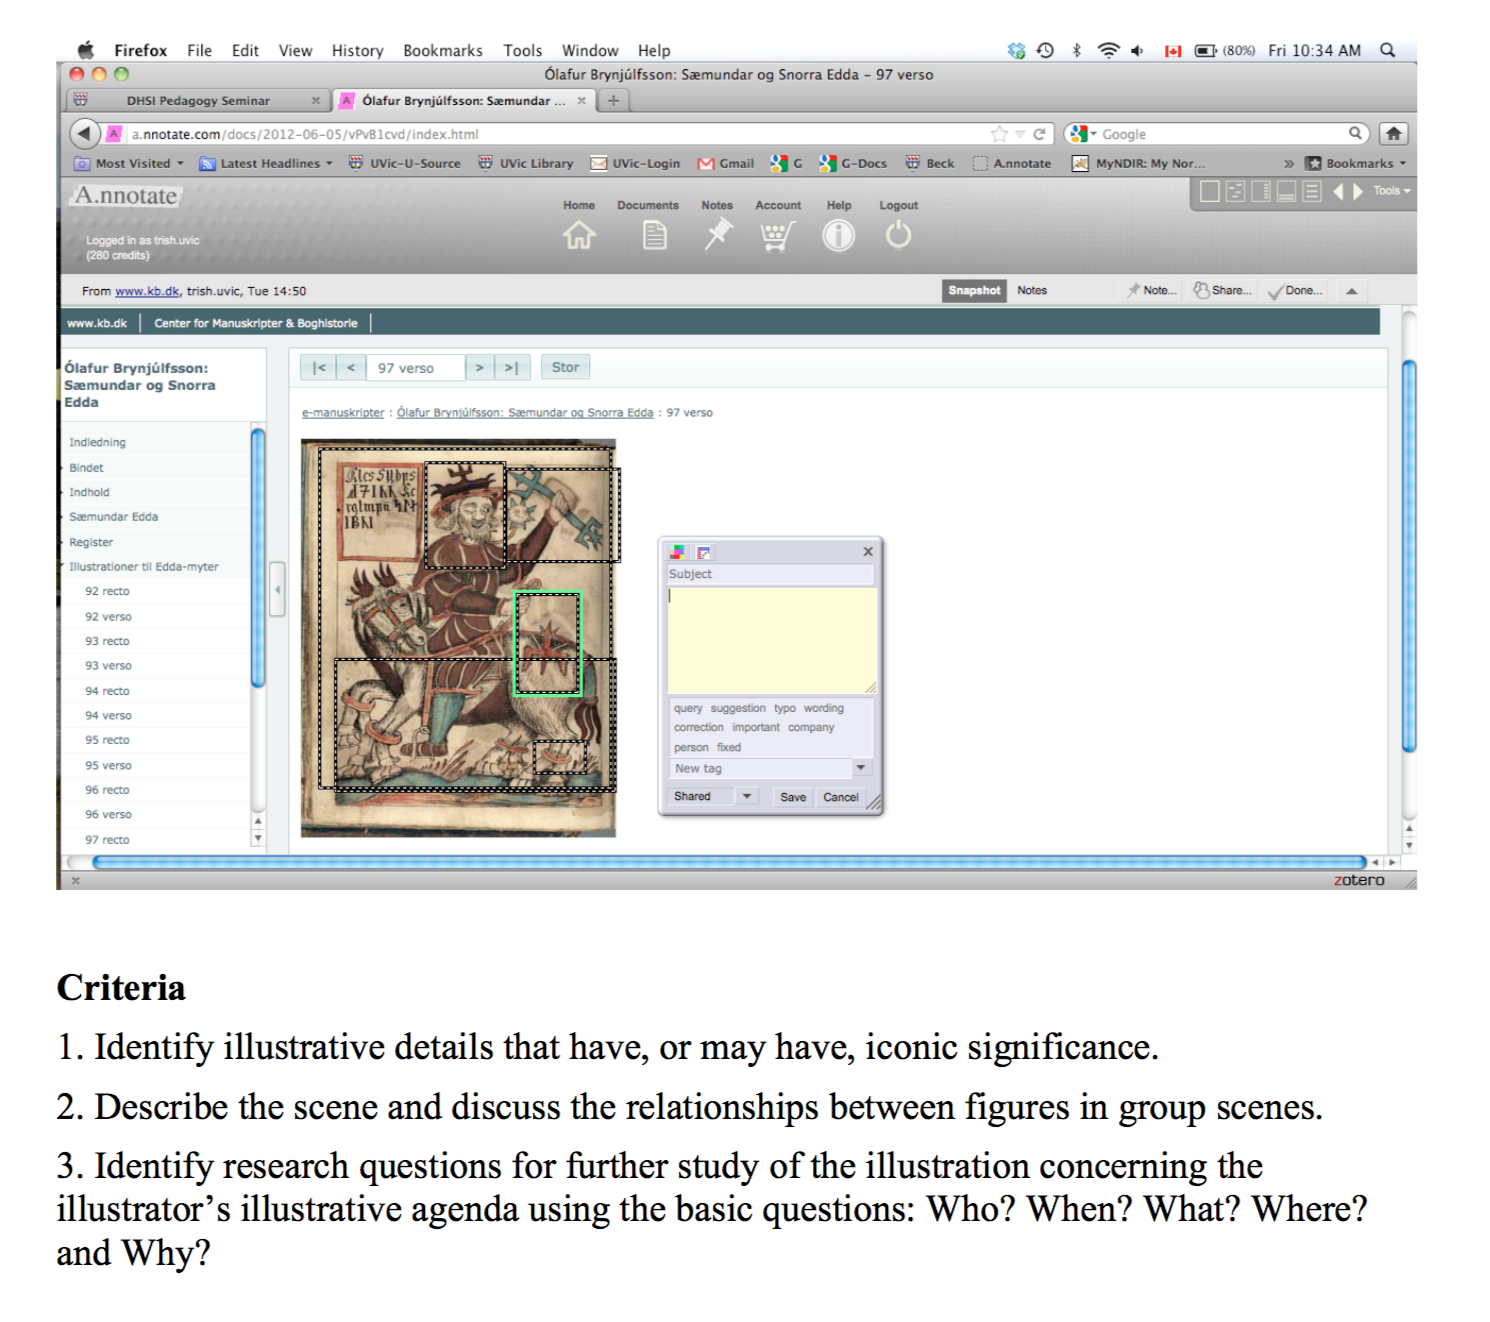 Firefox File Edit View History Bookmarks Tools Window Help (80%) Fri 10:34 AM
Ólafur Brynjúlfsson: Sæmundar og Snorra Edda – 97 verso
DHSI Pedagogy Seminar × A Ólafur Brynjúlfsson: Sæmundar ... × +
A a.nnotate.com/docs/2012-06-05/vPvB1cvd/index.html Google
Most Visited Latest Headlines UVic-U-Source UVic Library UVic-Login Gmail G G-Docs Beck A.nnotate MyNDIR: My Nor... » Bookmarks
A.nnotate
Tools
Home Documents Notes Account Help Logout
Logged in as trish.uvic
(280 credits)
From www.kb.dk, trish.uvic, Tue 14:50 Snapshot Notes Note... Share... Done...
www.kb.dk Center for Manuskripter & Boghistorie
Ólafur Brynjúlfsson:
Sæmundar og Snorra
Edda
|< < 97 verso > >| Stor
e-manuskripter : Ólafur Brynjúlfsson: Sæmundar og Snorra Edda : 97 verso
Indledning
Bindet
Indhold
Sæmundar Edda
Register
Illustrationer til Edda-myter
92 recto
92 verso
93 recto
93 verso
94 recto
94 verso
95 recto
95 verso
96 recto
96 verso
97 recto
Subject
query suggestion typo wording
correction important company
person fixed
New tag
Shared Save Cancel
zotero
Criteria
1. Identify illustrative details that have, or may have, iconic significance.
2. Describe the scene and discuss the relationships between figures in group scenes.
3. Identify research questions for further study of the illustration concerning the
illustrator’s illustrative agenda using the basic questions: Who? When? What? Where?
and Why?